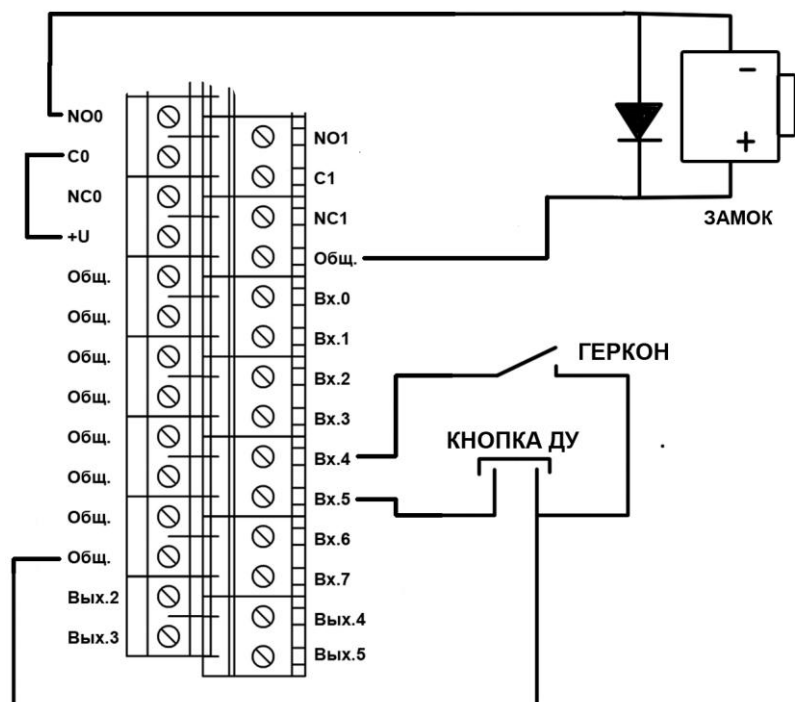 NO0
C0
NC0
+U
Общ.
Общ.
Общ.
Общ.
Общ.
Общ.
Общ.
Общ.
Вых.2
Вых.3
NO1
C1
NC1
Общ.
Вх.0
Вх.1
Вх.2
Вх.3
Вх.4
Вх.5
Вх.6
Вх.7
Вых.4
Вых.5
-
+
ЗАМОК
ГЕРКОН
КНОПКА ДУ